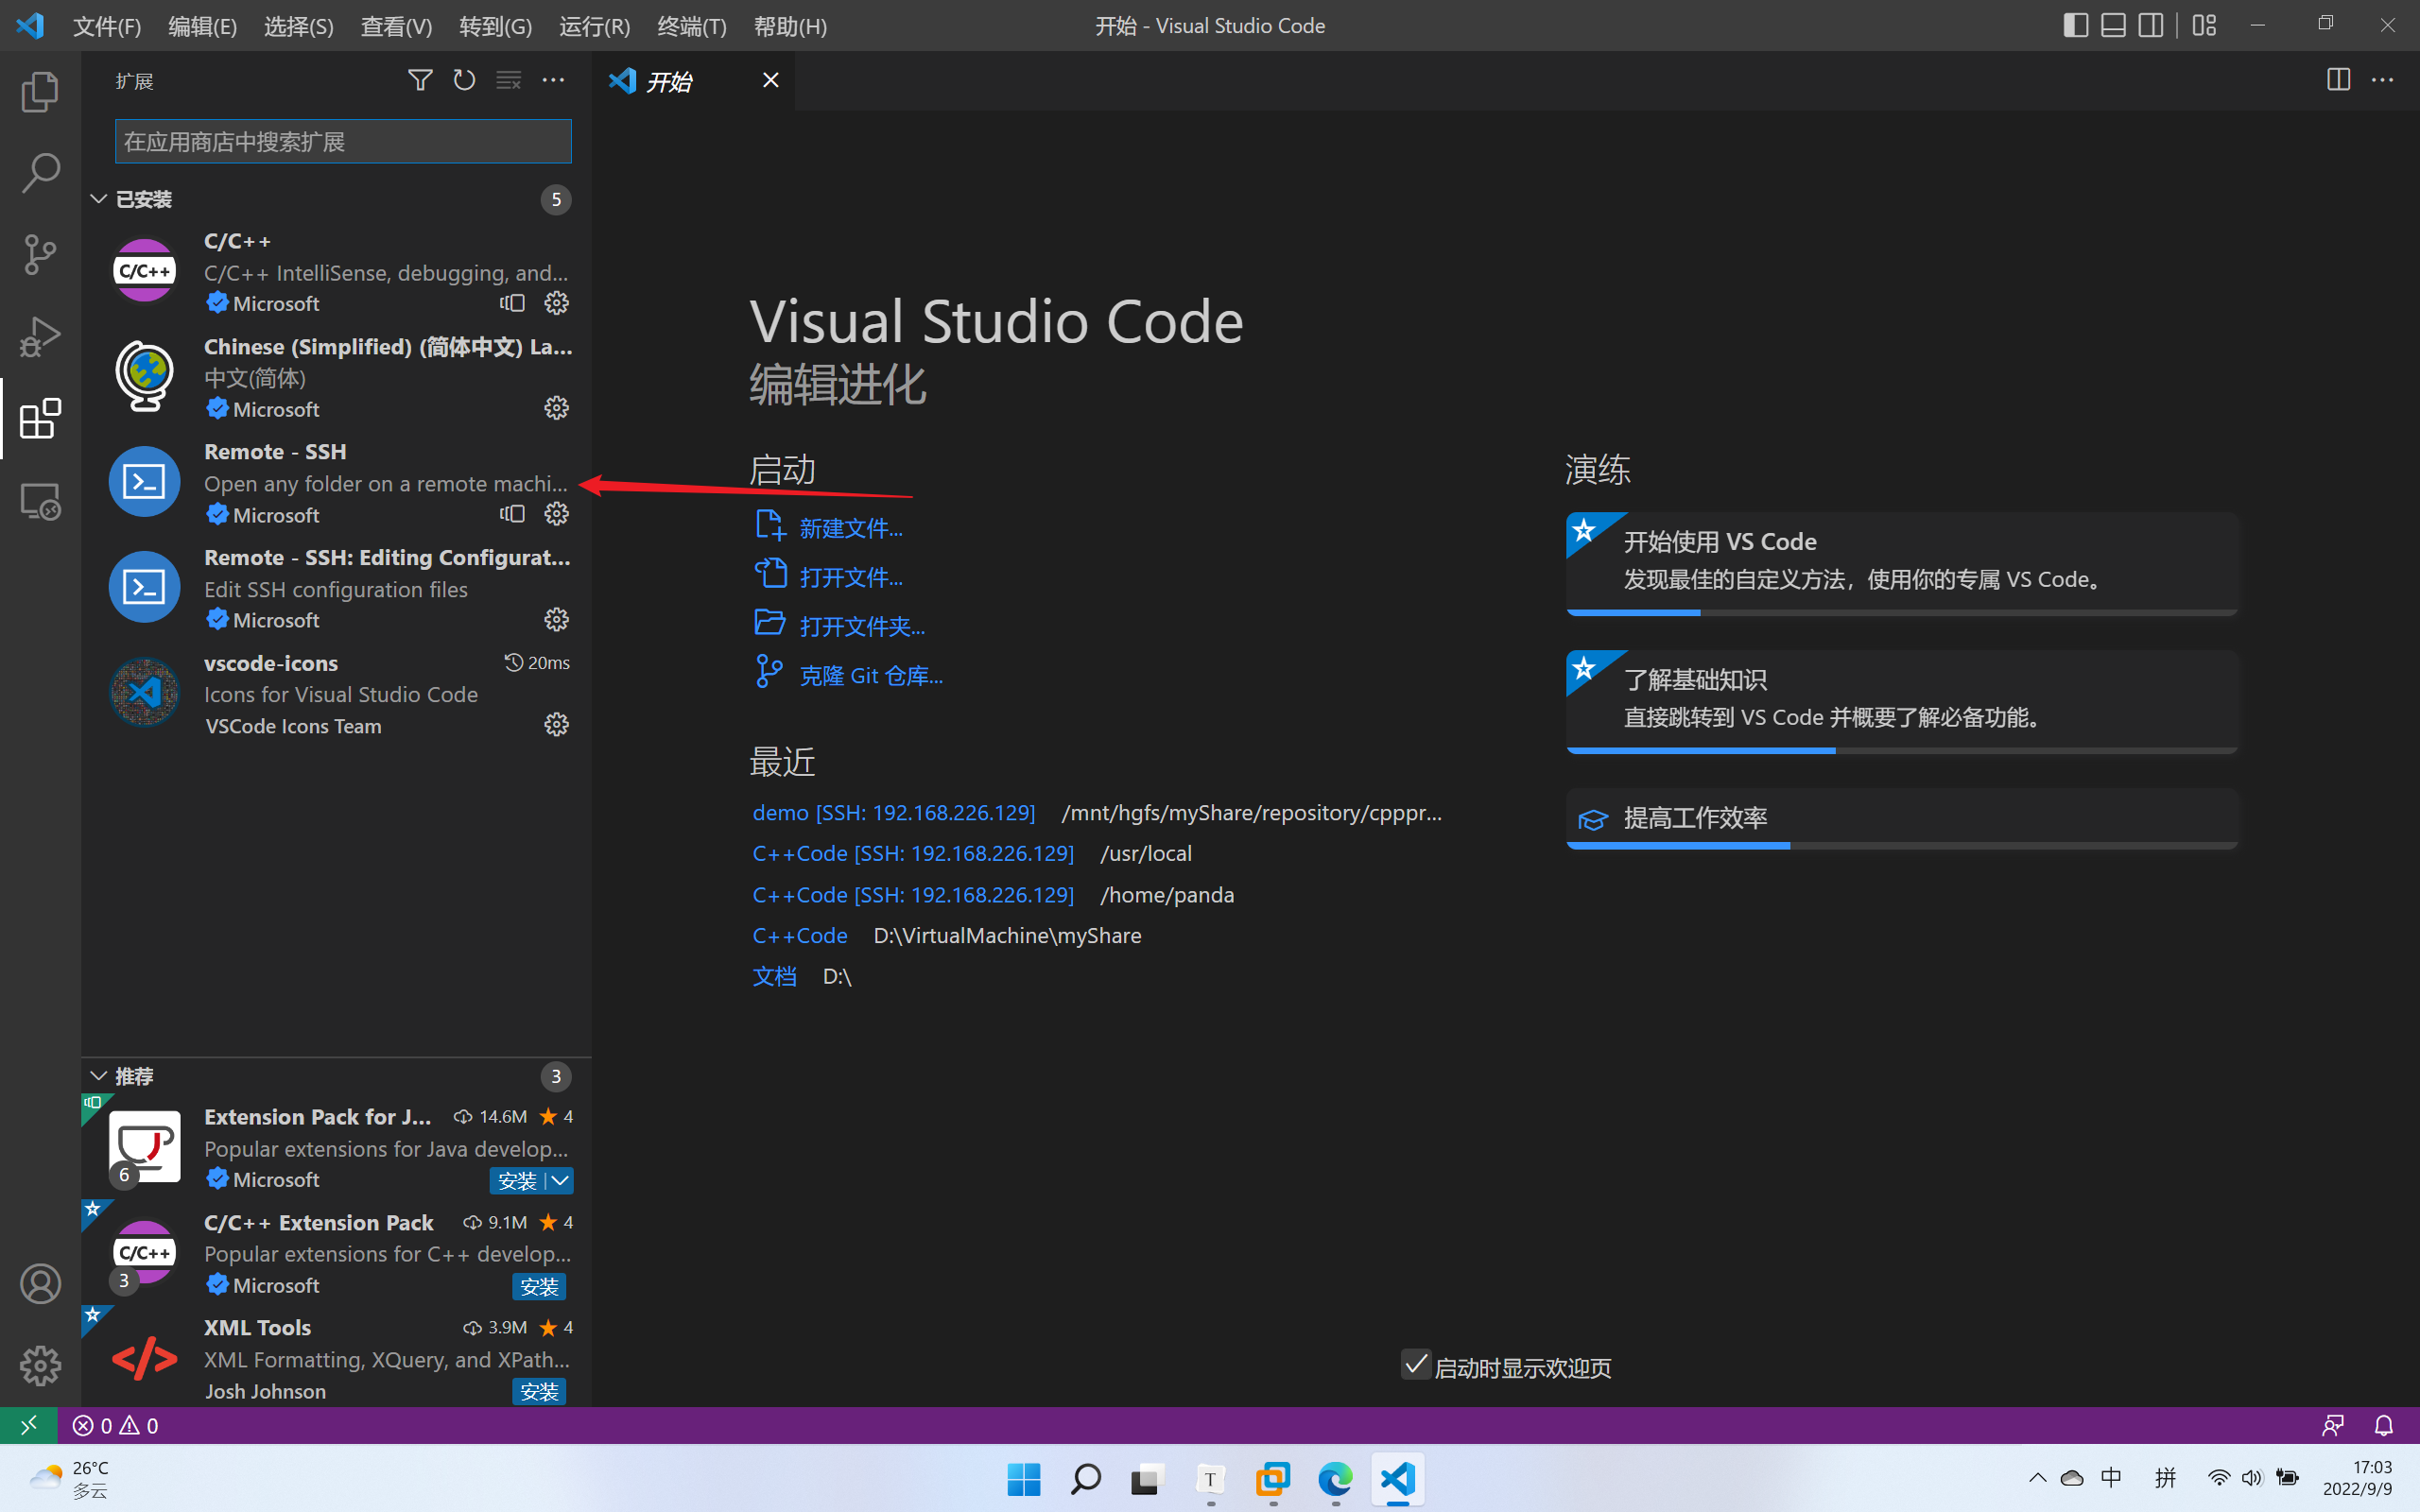 文件(F) 编辑(E) 选择(S) 查看(V) 转到(G) 运行(R) 终端(T) 帮助(H) 开始 - Visual Studio Code
扩展
在应用商店中搜索扩展
已安装 5
C/C++
C/C++
C/C++ IntelliSense, debugging, and...
Microsoft
Chinese (Simplified) (简体中文) La...
中文(简体)
Microsoft
Remote - SSH
Open any folder on a remote machi...
Microsoft
Remote - SSH: Editing Configurat...
Edit SSH configuration files
Microsoft
vscode-icons 20ms
Icons for Visual Studio Code
VSCode Icons Team
推荐 3
Extension Pack for J... 14.6M 4
Popular extensions for Java develop...
6 Microsoft 安装
C/C++ Extension Pack 9.1M 4
C/C++
Popular extensions for C++ develop...
3 Microsoft 安装
XML Tools 3.9M 4
XML Formatting, XQuery, and XPath...
Josh Johnson 安装
开始
Visual Studio Code
编辑进化
启动
新建文件...
打开文件...
打开文件夹...
克隆 Git 仓库...
最近
demo [SSH: 192.168.226.129] /mnt/hgfs/myShare/repository/cpppr...
C++Code [SSH: 192.168.226.129] /usr/local
C++Code [SSH: 192.168.226.129] /home/panda
C++Code D:\VirtualMachine\myShare
文档 D:\
演练
开始使用 VS Code
发现最佳的自定义方法，使用你的专属 VS Code。
了解基础知识
直接跳转到 VS Code 并概要了解必备功能。
提高工作效率
启动时显示欢迎页
0 0
26°C
多云
T
中 拼
17:03
2022/9/9